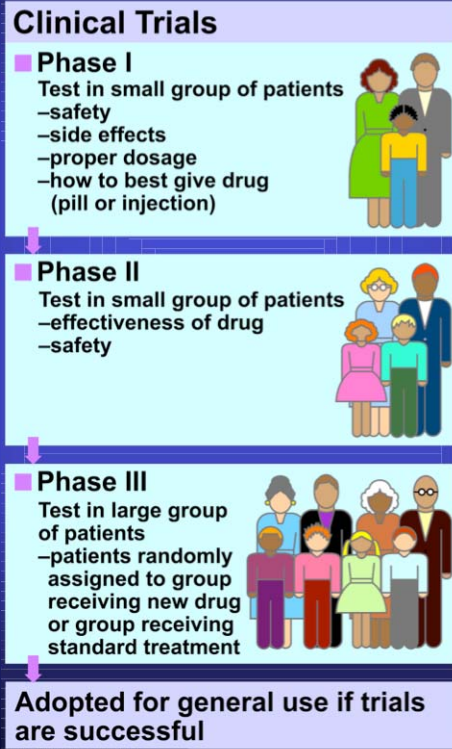 Clinical Trials
Phase I
Test in small group of patients
–safety
–side effects
–proper dosage
–how to best give drug
(pill or injection)
Phase II
Test in small group of patients
–effectiveness of drug
–safety
Phase III
Test in large group
of patients
–patients randomly
assigned to group
receiving new drug
or group receiving
standard treatment
Adopted for general use if trials
are successful